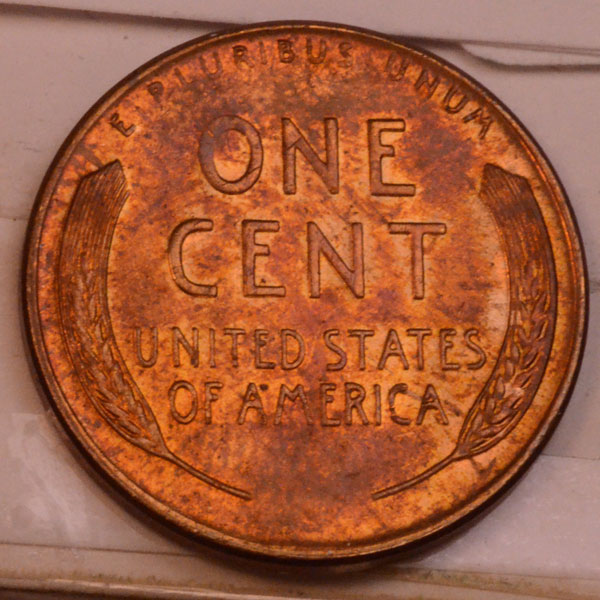 E PLURIBUS UNUM
ONE
CENT
UNITED STATES
OF AMERICA